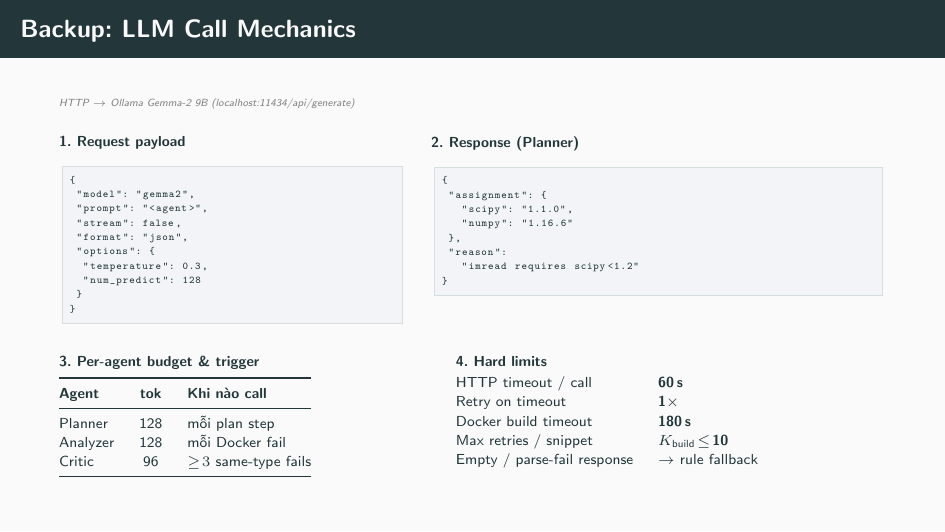 Backup: LLM Call Mechanics
HTTP → Ollama Gemma-2 9B (localhost:11434/api/generate)
1. Request payload
{
"model": "gemma2",
"prompt": "<agent>",
"stream": false,
"format": "json",
"options": {
"temperature": 0.3,
"num_predict": 128
}
}
2. Response (Planner)
{
"assignment": {
"scipy": "1.1.0",
"numpy": "1.16.6"
},
"reason":
"imread requires scipy<1.2"
}
3. Per-agent budget & trigger
Agent tok Khi nào call
Planner 128 mỗi plan step
Analyzer 128 mỗi Docker fail
Critic 96 ≥ 3 same-type fails
4. Hard limits
HTTP timeout / call 60 s
Retry on timeout 1×
Docker build timeout 180 s
Max retries / snippet K_build ≤ 10
Empty / parse-fail response → rule fallback